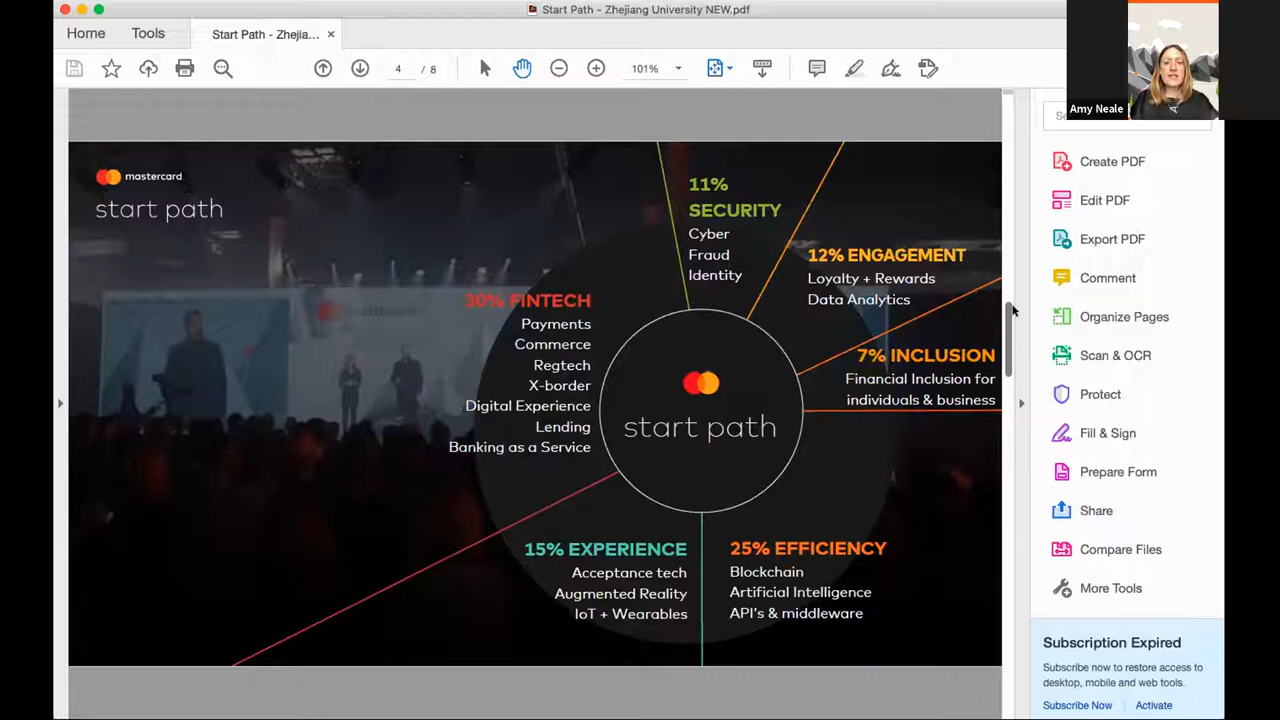 Start Path - Zhejiang University NEW.pdf
Home
Tools
Start Path - Zhejia... ×
4 / 8
101%
Amy Neale
mastercard
start path
11%
SECURITY
Cyber
Fraud
Identity
12% ENGAGEMENT
Loyalty + Rewards
Data Analytics
30% FINTECH
Payments
Commerce
Regtech
X-border
Digital Experience
Lending
Banking as a Service
7% INCLUSION
Financial Inclusion for
individuals & business
start path
15% EXPERIENCE
Acceptance tech
Augmented Reality
IoT + Wearables
25% EFFICIENCY
Blockchain
Artificial Intelligence
API's & middleware
Create PDF
Edit PDF
Export PDF
Comment
Organize Pages
Scan & OCR
Protect
Fill & Sign
Prepare Form
Share
Compare Files
More Tools
Subscription Expired
Subscribe now to restore access to
desktop, mobile and web tools.
Subscribe Now | Activate